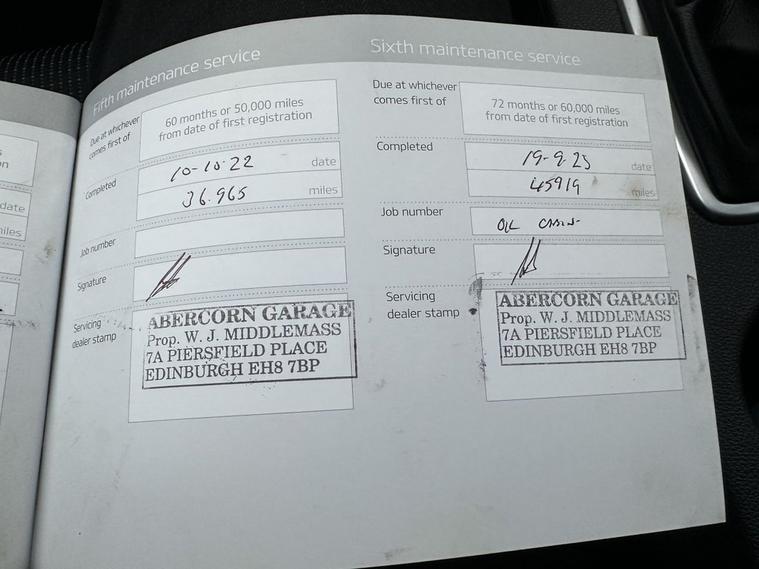 Fifth maintenance service
Due at whichever
comes first of
60 months or 50,000 miles
from date of first registration
Completed
10-10-22 date
36.965 miles
Job number
Signature
Servicing
dealer stamp
ABERCORN GARAGE
Prop. W. J. MIDDLEMASS
7A PIERSFIELD PLACE
EDINBURGH EH8 7BP
Sixth maintenance service
Due at whichever
comes first of
72 months or 60,000 miles
from date of first registration
Completed
19-9-23 date
45919 miles
Job number
OIL
Signature
Servicing
dealer stamp
ABERCORN GARAGE
Prop. W. J. MIDDLEMASS
7A PIERSFIELD PLACE
EDINBURGH EH8 7BP
date
miles